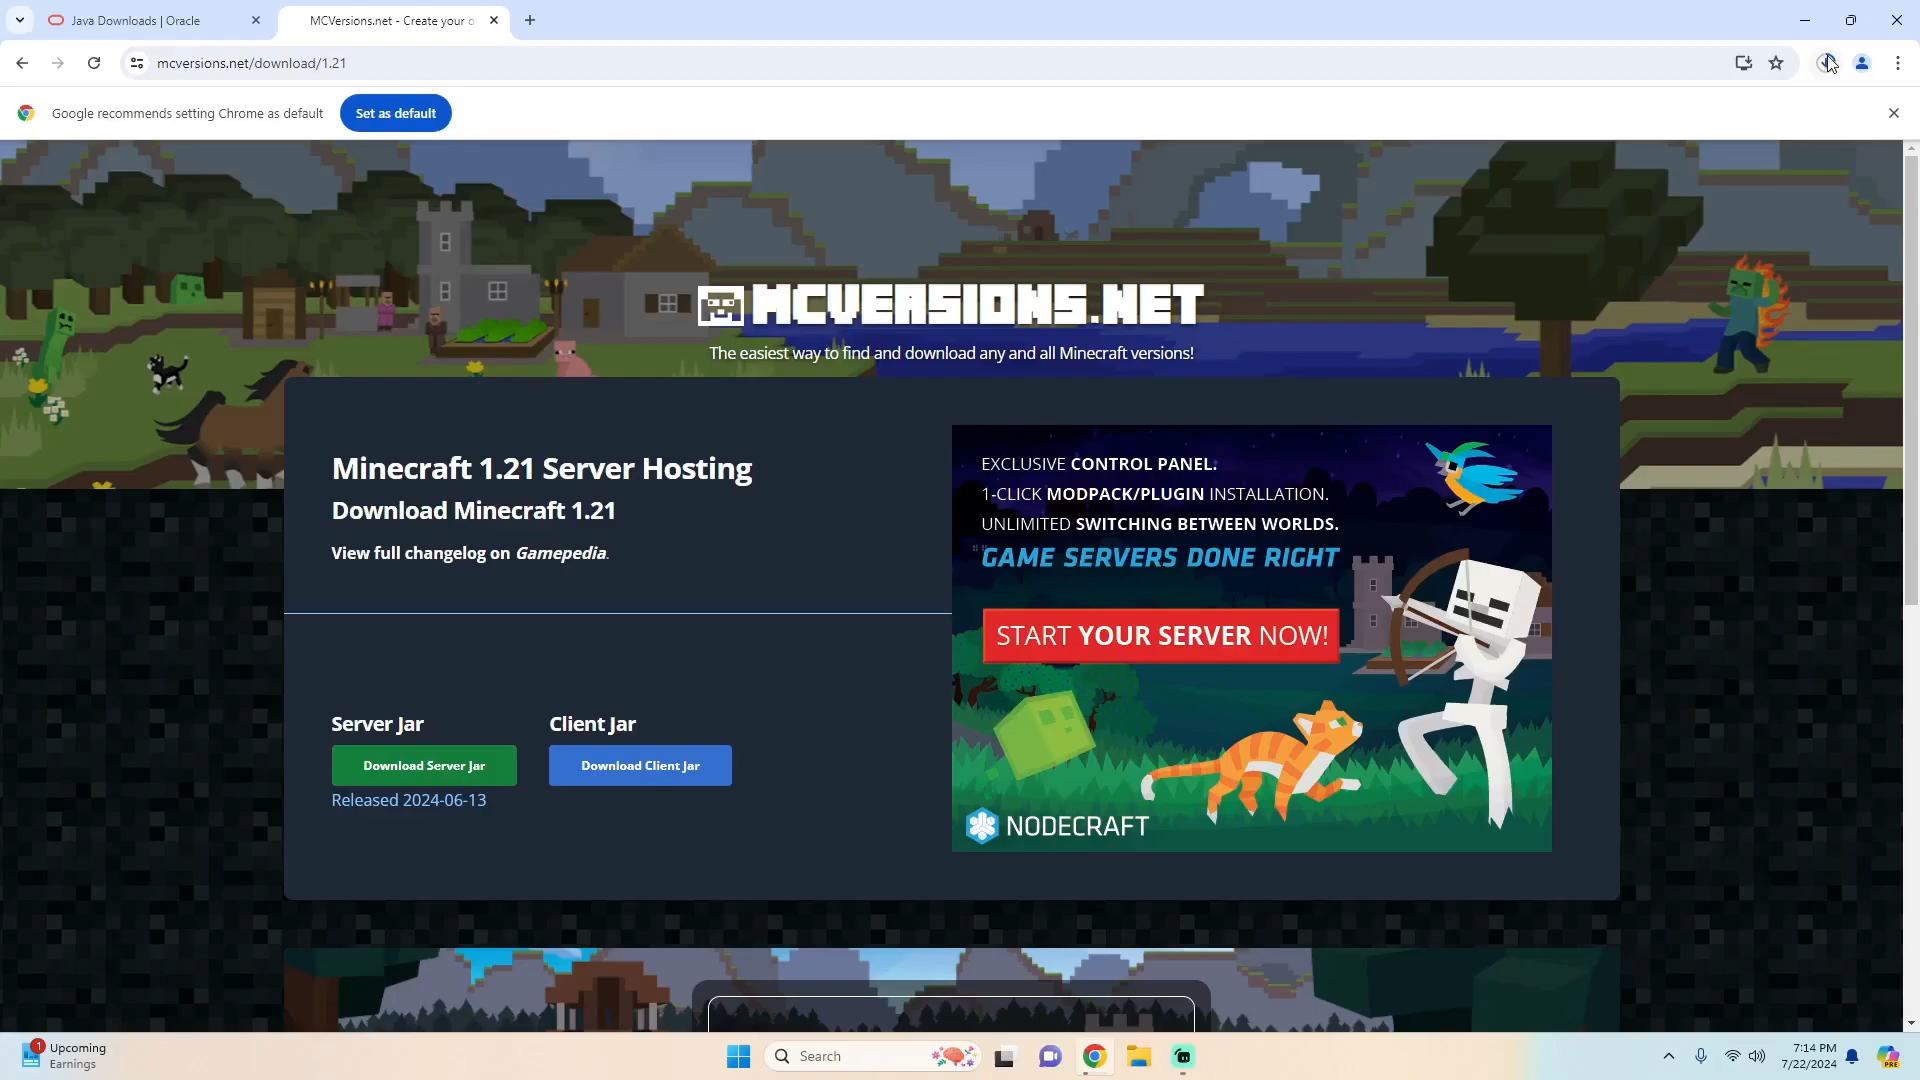 Java Downloads | Oracle
MCVersions.net - Create your o
mcversions.net/download/1.21
Google recommends setting Chrome as default
Set as default
MCVERSIONS.NET
The easiest way to find and download any and all Minecraft versions!
Minecraft 1.21 Server Hosting
Download Minecraft 1.21
View full changelog on Gamepedia.
EXCLUSIVE CONTROL PANEL.
1-CLICK MODPACK/PLUGIN INSTALLATION.
UNLIMITED SWITCHING BETWEEN WORLDS.
GAME SERVERS DONE RIGHT
START YOUR SERVER NOW!
NODECRAFT
Server Jar
Client Jar
Download Server Jar
Download Client Jar
Released 2024-06-13
1
Upcoming
Earnings
Search
7:14 PM
7/22/2024
PRE